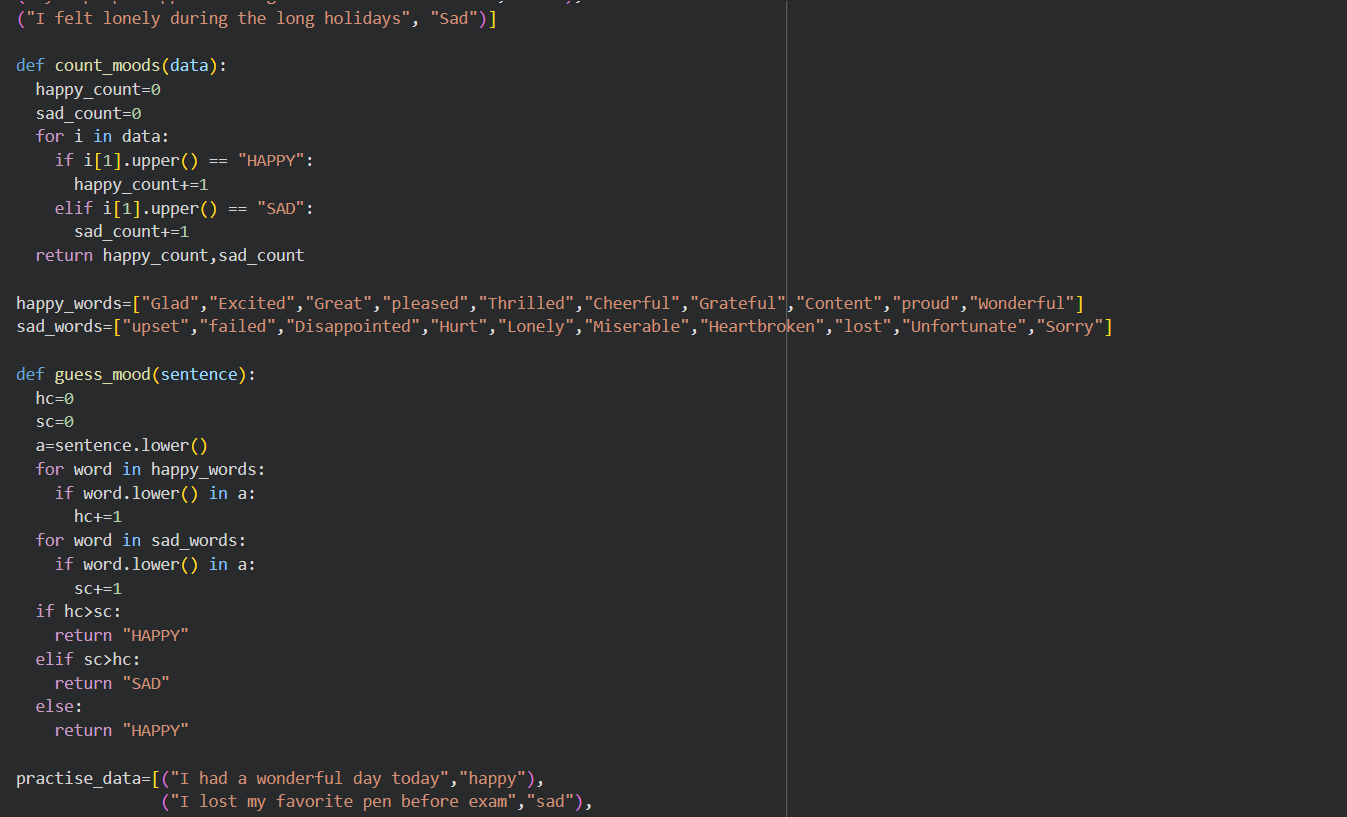 ("I felt lonely during the long holidays", "Sad")]
def count_moods(data):
  happy_count=0
  sad_count=0
  for i in data:
    if i[1].upper() == "HAPPY":
      happy_count+=1
    elif i[1].upper() == "SAD":
      sad_count+=1
  return happy_count,sad_count
happy_words=["Glad","Excited","Great","pleased","Thrilled","Cheerful","Grateful","Content","proud","Wonderful"]
sad_words=["upset","failed","Disappointed","Hurt","Lonely","Miserable","Heartbroken","lost","Unfortunate","Sorry"]
def guess_mood(sentence):
  hc=0
  sc=0
  a=sentence.lower()
  for word in happy_words:
    if word.lower() in a:
      hc+=1
  for word in sad_words:
    if word.lower() in a:
      sc+=1
  if hc>sc:
    return "HAPPY"
  elif sc>hc:
    return "SAD"
  else:
    return "HAPPY"
practise_data=[("I had a wonderful day today","happy"),
               ("I lost my favorite pen before exam","sad"),